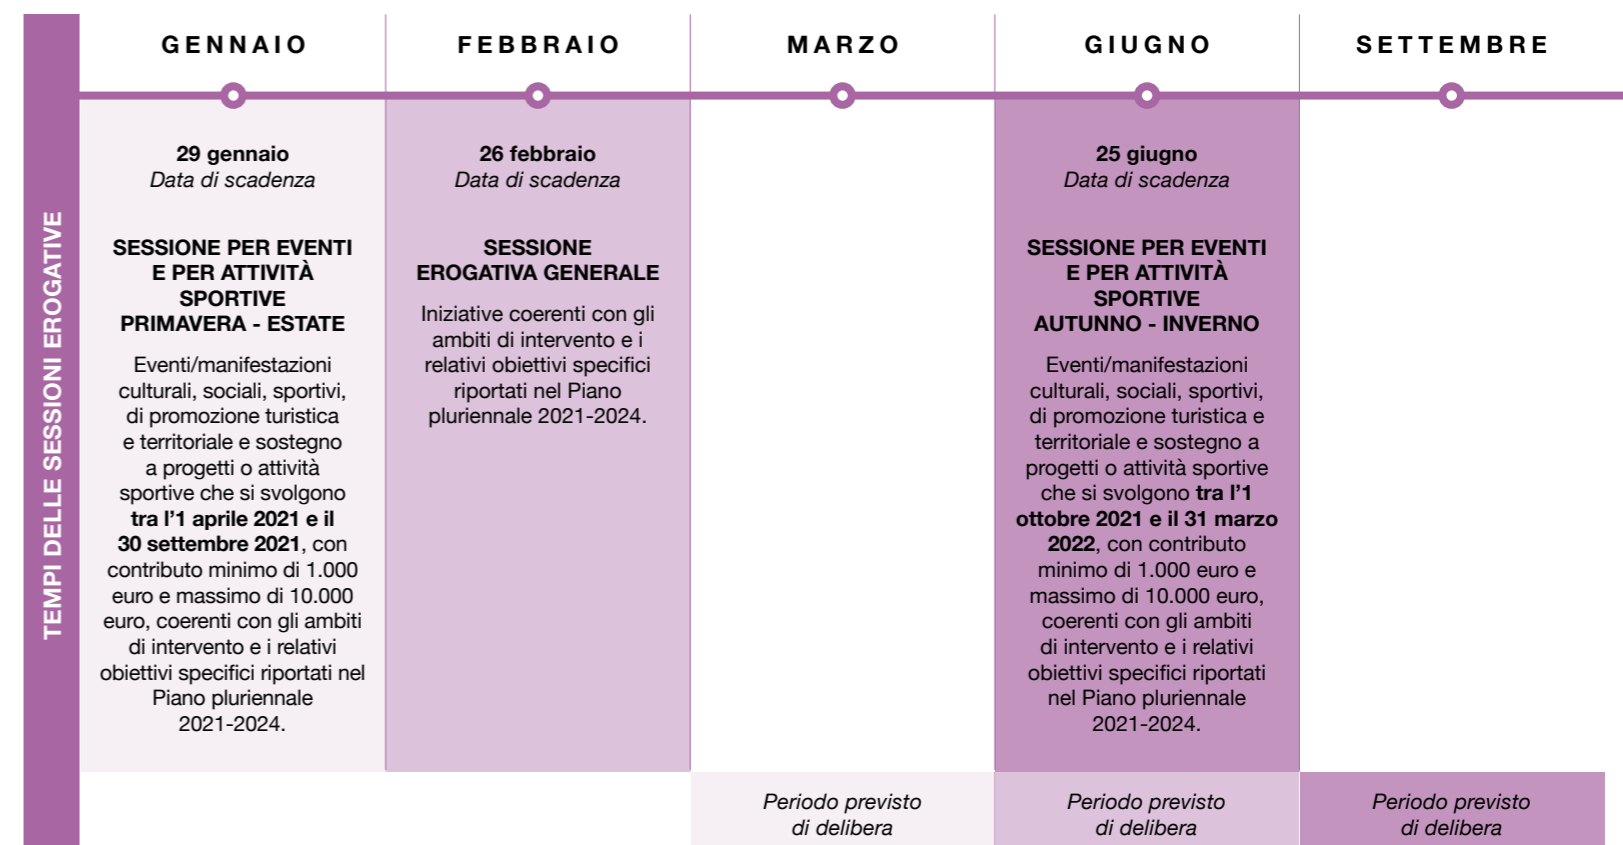 TEMPI DELLE SESSIONI EROGATIVE
GENNAIO
FEBBRAIO
MARZO
GIUGNO
SETTEMBRE
29 gennaio
Data di scadenza
SESSIONE PER EVENTI
E PER ATTIVITÀ
SPORTIVE
PRIMAVERA - ESTATE
Eventi/manifestazioni
culturali, sociali, sportivi,
di promozione turistica
e territoriale e sostegno
a progetti o attività
sportive che si svolgono
tra l'1 aprile 2021 e il
30 settembre 2021, con
contributo minimo di 1.000
euro e massimo di 10.000
euro, coerenti con gli ambiti
di intervento e i relativi
obiettivi specifici riportati nel
Piano pluriennale
2021-2024.
26 febbraio
Data di scadenza
SESSIONE
EROGATIVA GENERALE
Iniziative coerenti con gli
ambiti di intervento e i
relativi obiettivi specifici
riportati nel Piano
pluriennale 2021-2024.
25 giugno
Data di scadenza
SESSIONE PER EVENTI
E PER ATTIVITÀ
SPORTIVE
AUTUNNO - INVERNO
Eventi/manifestazioni
culturali, sociali, sportivi,
di promozione turistica e
territoriale e sostegno a
progetti o attività sportive
che si svolgono tra l'1
ottobre 2021 e il 31 marzo
2022, con contributo
minimo di 1.000 euro e
massimo di 10.000 euro,
coerenti con gli ambiti
di intervento e i relativi
obiettivi specifici riportati
nel Piano pluriennale
2021-2024.
Periodo previsto
di delibera
Periodo previsto
di delibera
Periodo previsto
di delibera